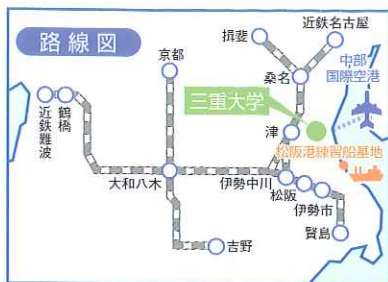 路線図
揖斐
近鉄名古屋
京都
桑名
中部
国際空港
三重大学
鶴橋
近鉄難波
津
松阪港練習船基地
大和八木
伊勢中川
松阪
伊勢市
賢島
吉野